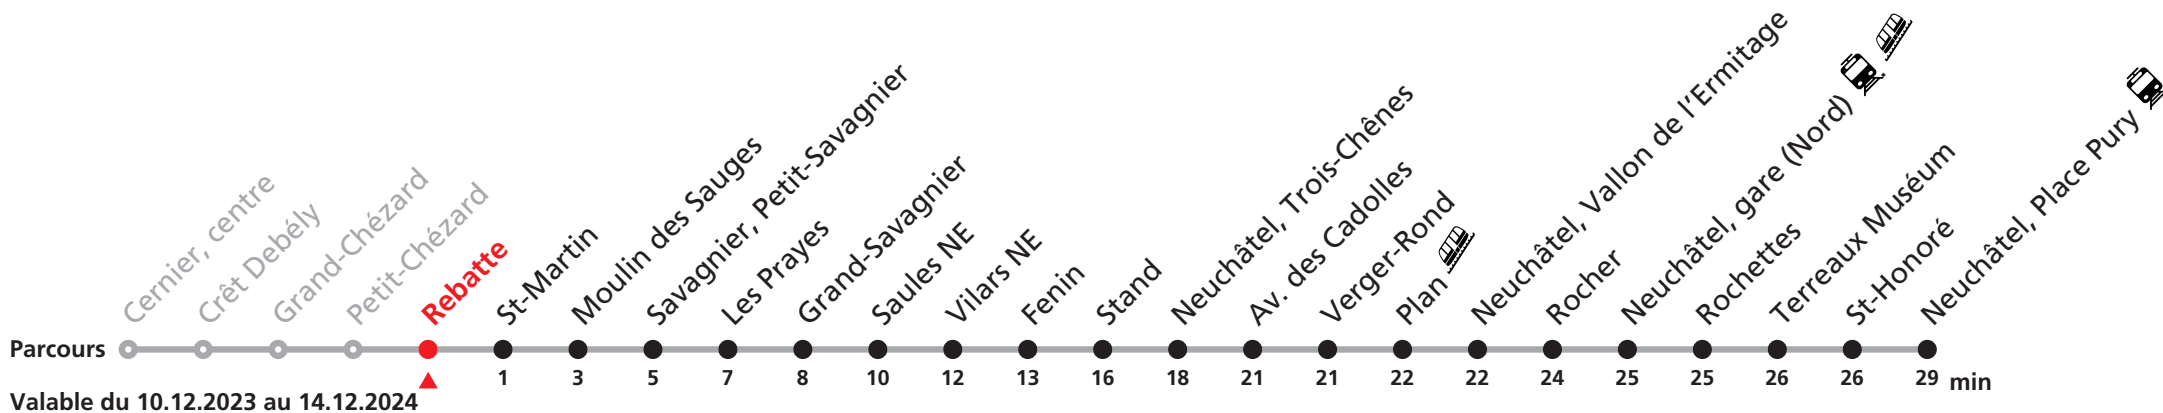 Cernier, centre
Crêt Debély
Grand-Chézard
Petit-Chézard
Rebatte
St-Martin
Moulin des Sauges
Savagnier, Petit-Savagnier
Les Prayes
Grand-Savagnier
Saules NE
Vilars NE
Fenin
Stand
Neuchâtel, Trois-Chênes
Av. des Cadolles
Verger-Rond
Plan
Neuchâtel, Vallon de l'Ermitage
Rocher
Neuchâtel, gare (Nord)
Rochettes
Terreaux Muséum
St-Honoré
Neuchâtel, Place Pury
Parcours
1 3 5 7 8 10 12 13 16 18 21 21 22 22 24 25 25 26 26 29 min
Valable du 10.12.2023 au 14.12.2024